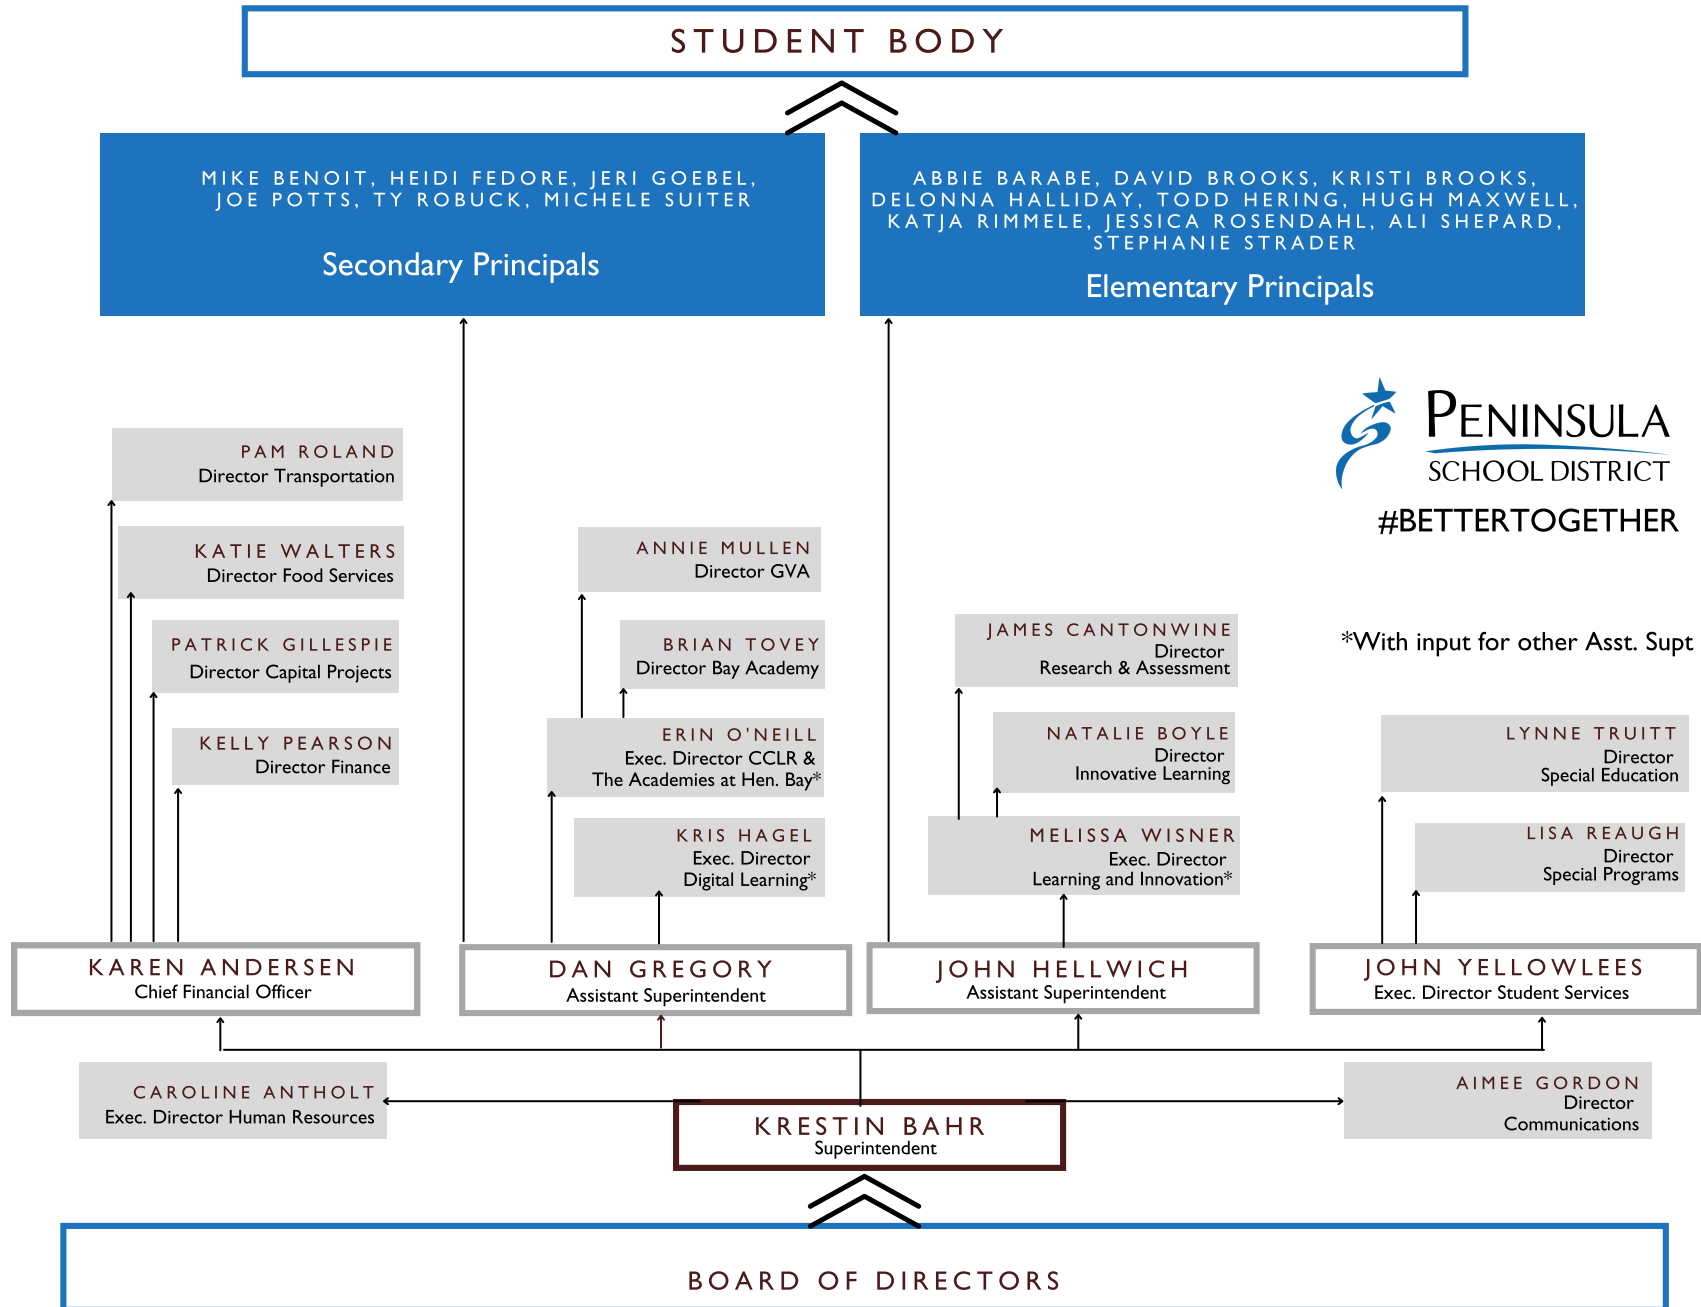 STUDENT BODY
MIKE BENOIT, HEIDI FEDORE, JERI GOEBEL,
JOE POTTS, TY ROBUCK, MICHELE SUITER
Secondary Principals
ABBIE BARABE, DAVID BROOKS, KRISTI BROOKS,
DELONNA HALLIDAY, TODD HERING, HUGH MAXWELL,
KATJA RIMMELE, JESSICA ROSENDAHL, ALI SHEPARD,
STEPHANIE STRADER
Elementary Principals
PENINSULA
SCHOOL DISTRICT
#BETTERTOGETHER
*With input for other Asst. Supt
PAM ROLAND
Director Transportation
KATIE WALTERS
Director Food Services
PATRICK GILLESPIE
Director Capital Projects
KELLY PEARSON
Director Finance
ANNIE MULLEN
Director GVA
BRIAN TOVEY
Director Bay Academy
ERIN O'NEILL
Exec. Director CCLR &
The Academies at Hen. Bay*
KRIS HAGEL
Exec. Director
Digital Learning*
JAMES CANTONWINE
Director
Research & Assessment
NATALIE BOYLE
Director
Innovative Learning
MELISSA WISNER
Exec. Director
Learning and Innovation*
LYNNE TRUITT
Director
Special Education
LISA REAUGH
Director
Special Programs
KAREN ANDERSEN
Chief Financial Officer
DAN GREGORY
Assistant Superintendent
JOHN HELLWICH
Assistant Superintendent
JOHN YELLOWLEES
Exec. Director Student Services
CAROLINE ANTHOLT
Exec. Director Human Resources
KRESTIN BAHR
Superintendent
AIMEE GORDON
Director
Communications
BOARD OF DIRECTORS